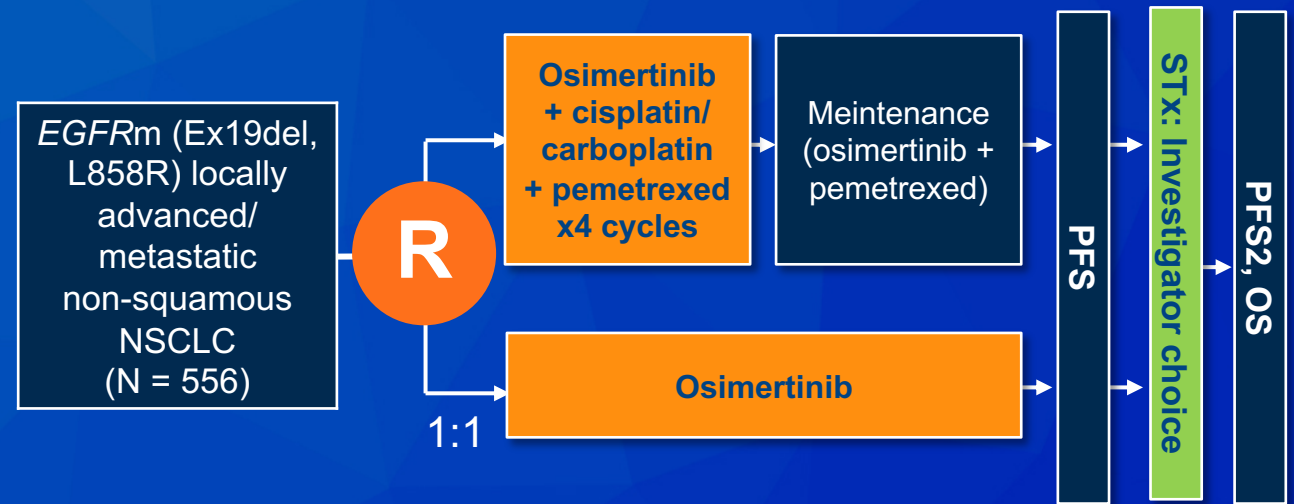 EGFRm (Ex19del,
L858R) locally
advanced/
metastatic
non-squamous
NSCLC
(N = 556)
R
1:1
Osimertinib
+ cisplatin/
carboplatin
+ pemetrexed
x4 cycles
Meintenance
(osimertinib +
pemetrexed)
Osimertinib
PFS
STx: Investigator choice
PFS2, OS